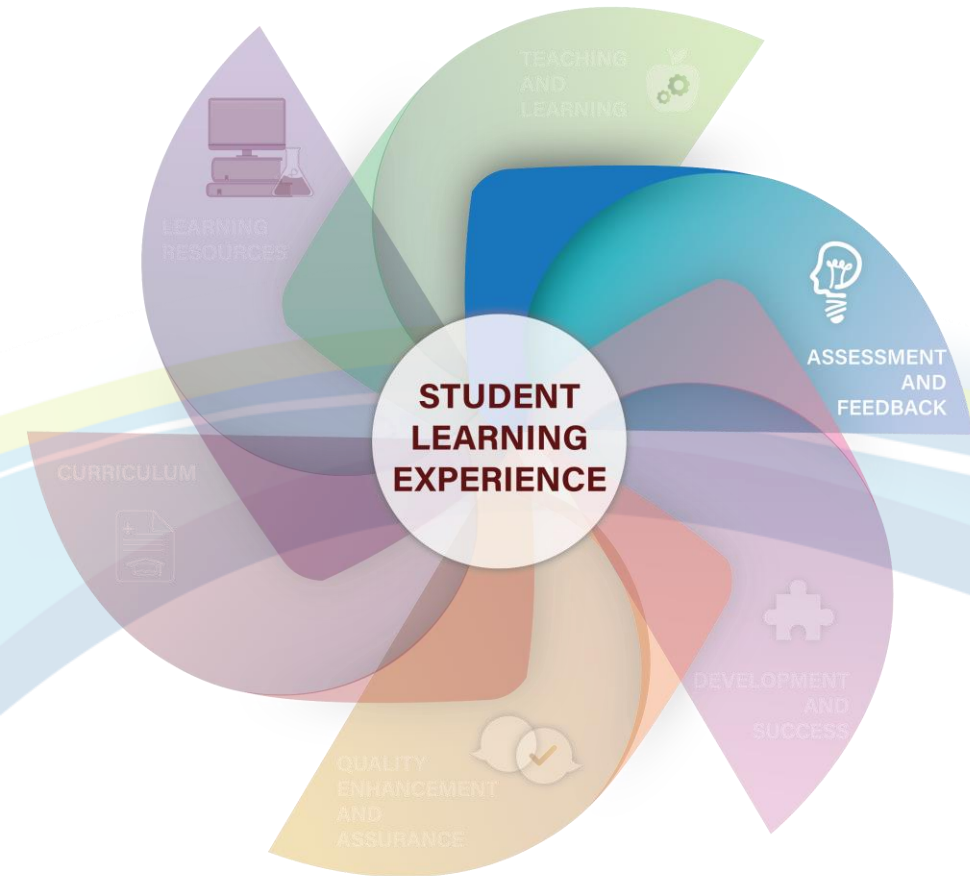 TEACHING
AND
LEARNING
LEARNING
RESOURCES
ASSESSMENT
AND
FEEDBACK
STUDENT
LEARNING
EXPERIENCE
CURRICULUM
DEVELOPMENT
AND
SUCCESS
QUALITY
ENHANCEMENT
AND
ASSURANCE